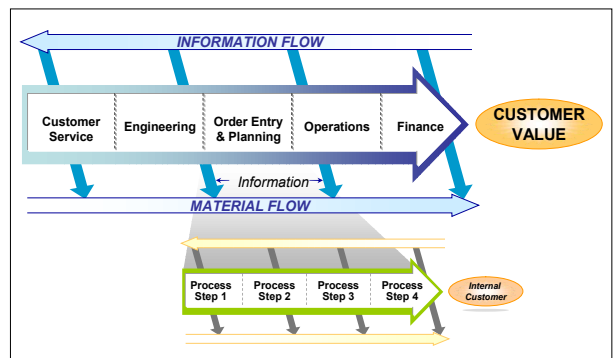 INFORMATION FLOW
Customer
Service
Engineering
Order Entry
& Planning
Operations
Finance
CUSTOMER
VALUE
Information
MATERIAL FLOW
Process
Step 1
Process
Step 2
Process
Step 3
Process
Step 4
Internal
Customer